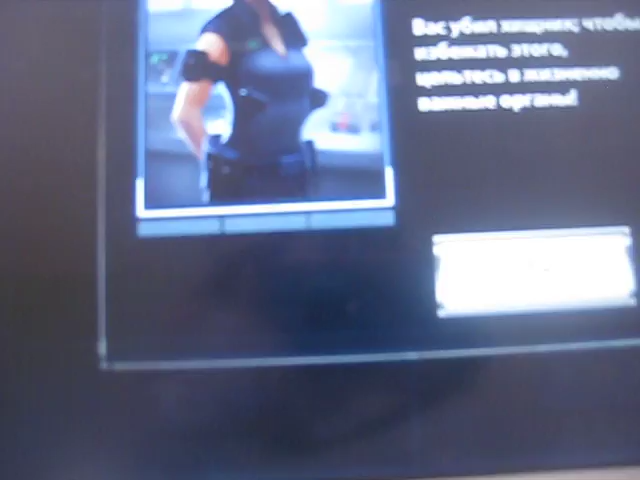 Вас убил хищник; чтобы
избежать этого,
цельтесь в жизненно
важные органы!